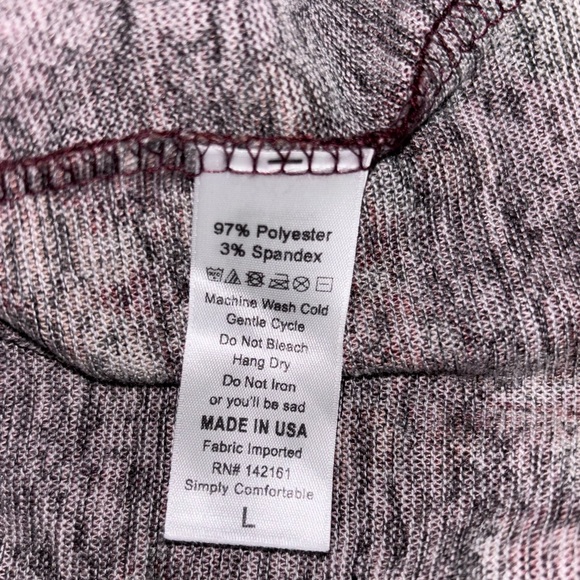 97% Polyester
3% Spandex
Machine Wash Cold
Gentle Cycle
Do Not Bleach
Hang Dry
Do Not Iron
or you'll be sad
MADE IN USA
Fabric Imported
RN# 142161
Simply Comfortable
L